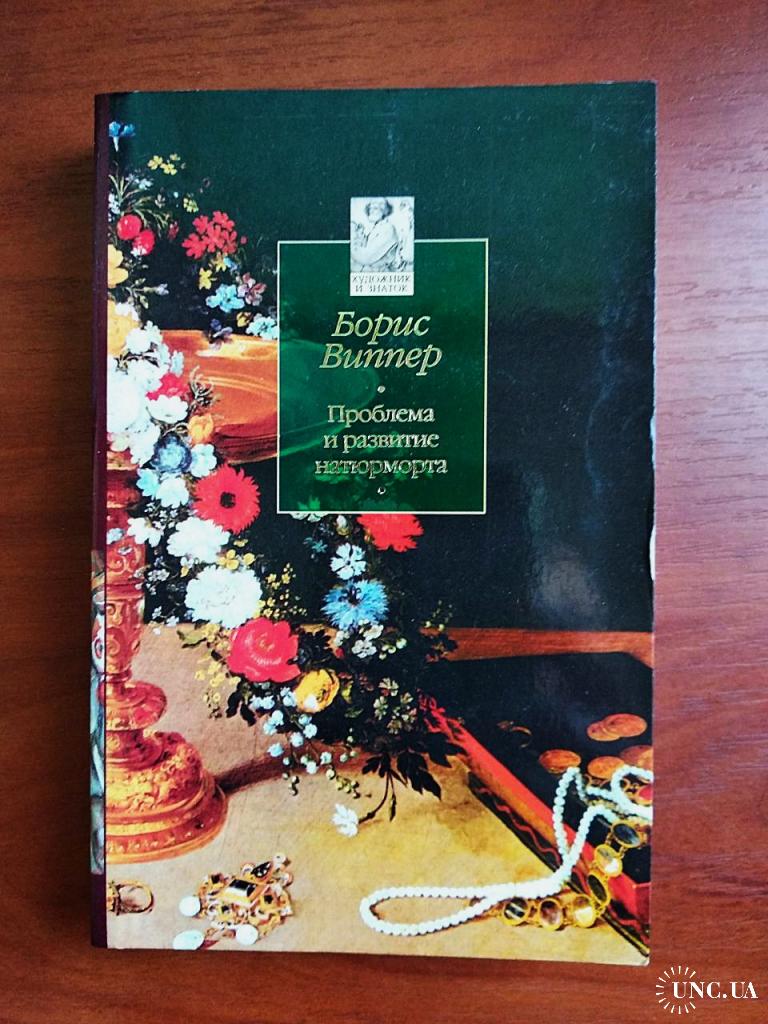 ХУДОЖНИК
И ЗНАТОК
Борис
Виппер
Проблема
и развитие
натюрморта
UNC.UA